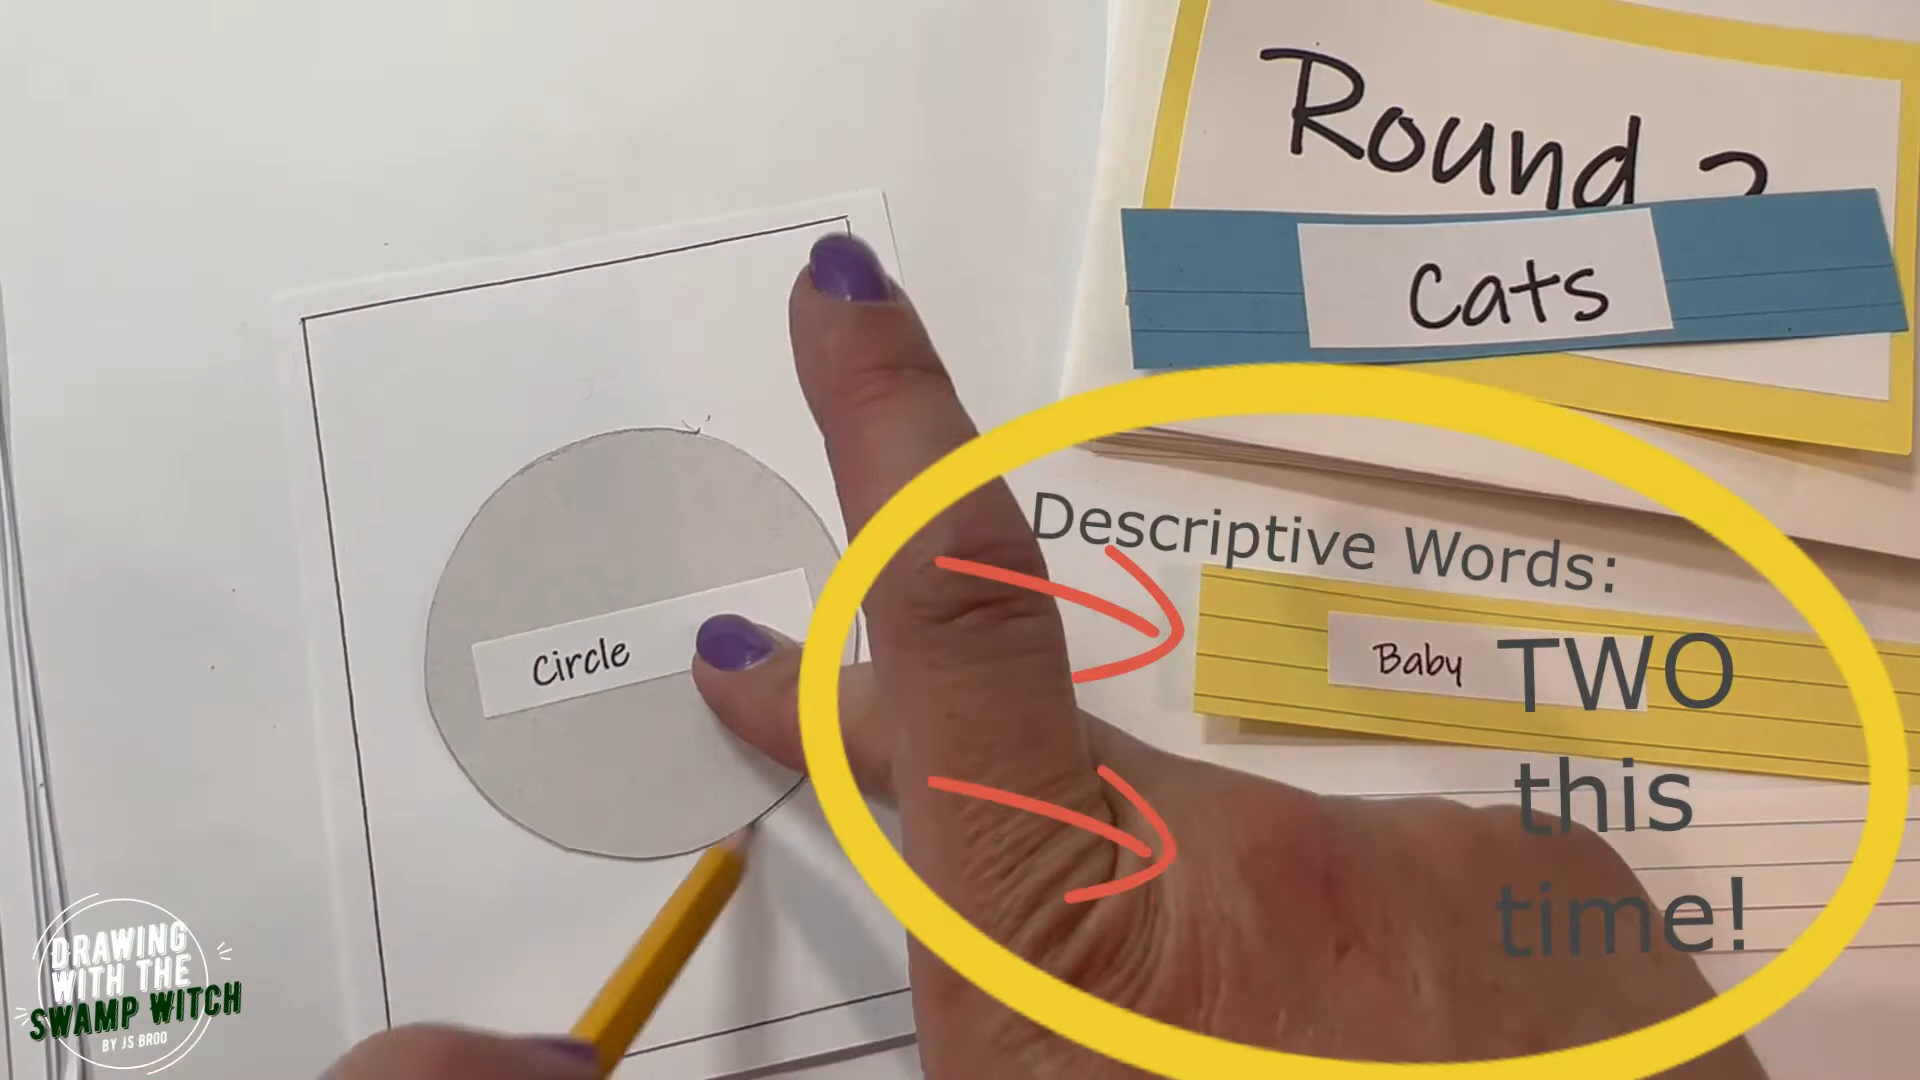 Round 2
Cats
Descriptive Words:
Circle
Baby
TWO
this
time!
DRAWING
WITH THE
SWAMP WITCH
BY JS BROO